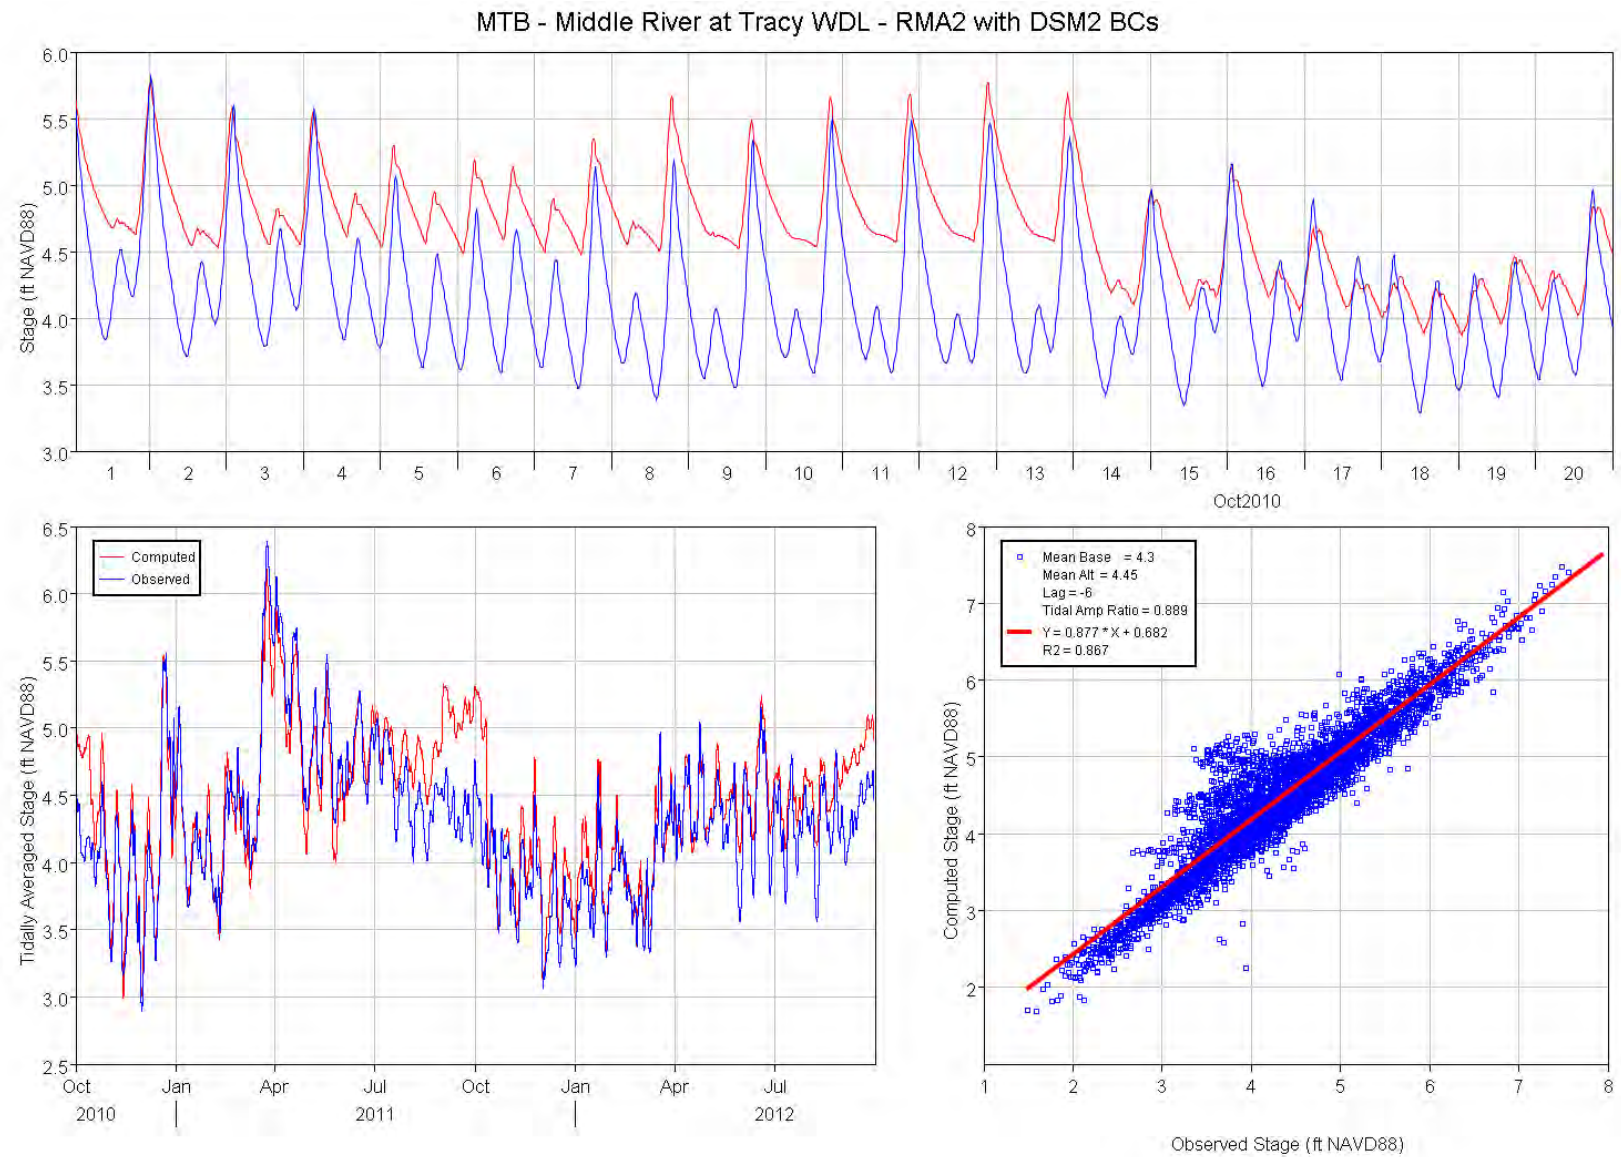 MTB - Middle River at Tracy WDL - RMA2 with DSM2 BCs
Stage (ft NAVD88)
6.0
5.5
5.0
4.5
4.0
3.5
3.0
1 2 3 4 5 6 7 8 9 10 11 12 13 14 15 16 17 18 19 20
Oct2010
Tidally Averaged Stage (ft NAVD88)
6.5
6.0
5.5
5.0
4.5
4.0
3.5
3.0
2.5
Computed
Observed
Oct Jan Apr Jul Oct Jan Apr Jul
2010 2011 2012
Computed Stage (ft NAVD88)
8
7
6
5
4
3
2
Mean Base = 4.3
Mean Alt = 4.45
Lag = -6
Tidal Amp Ratio = 0.889
Y = 0.877 * X + 0.682
R2 = 0.867
1 2 3 4 5 6 7 8
Observed Stage (ft NAVD88)